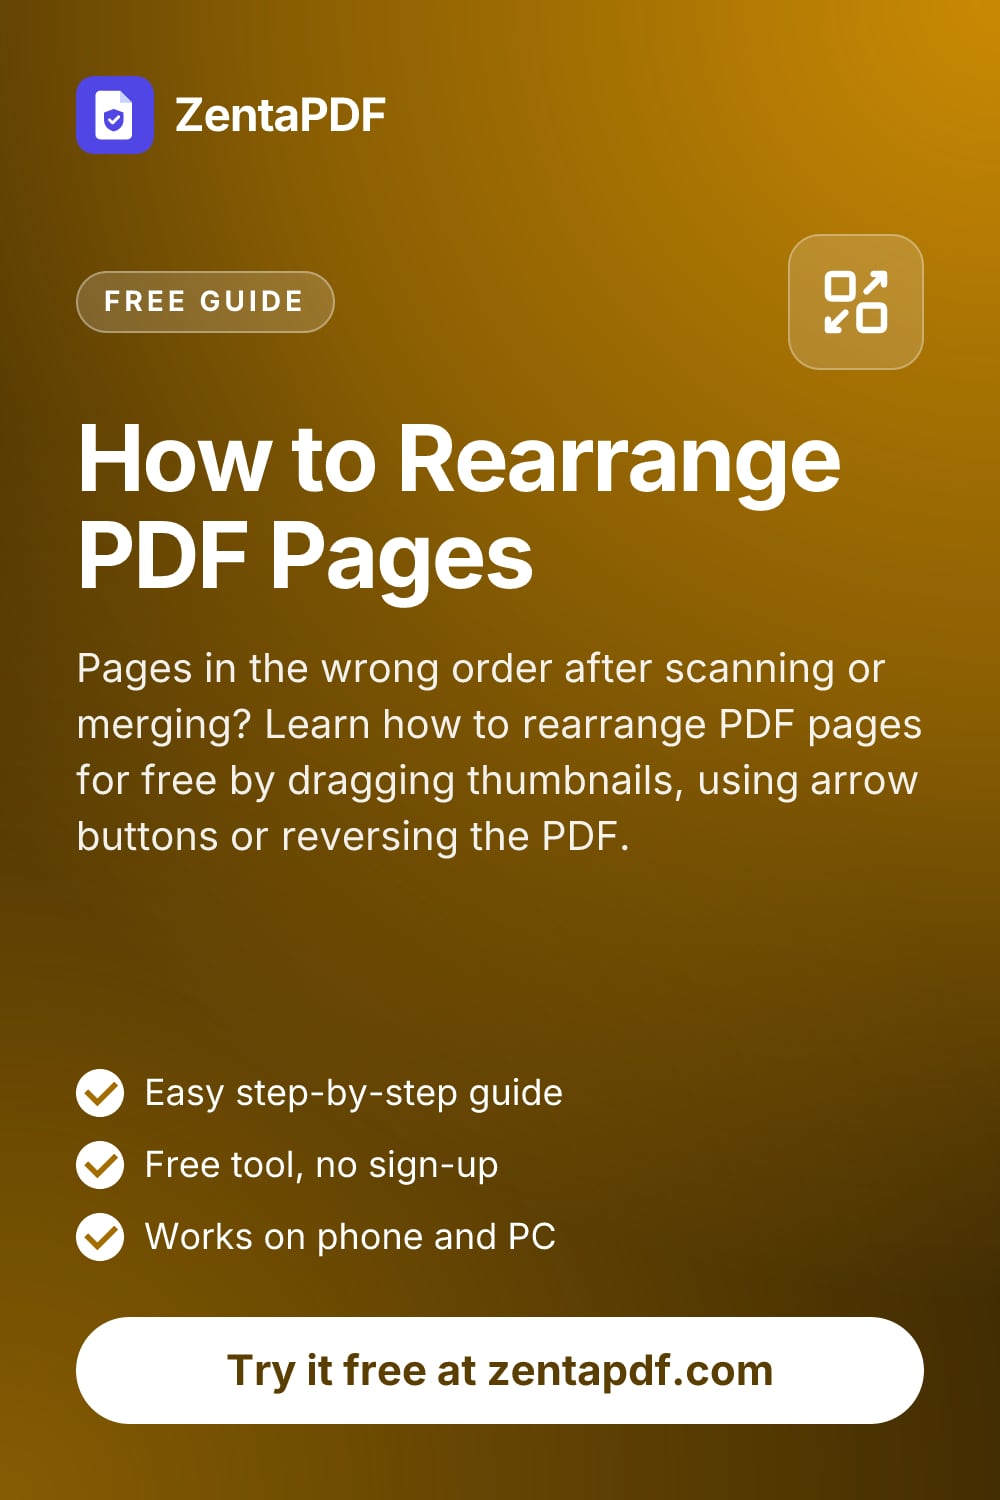 ZentaPDF
FREE GUIDE
How to Rearrange
PDF Pages
Pages in the wrong order after scanning or
merging? Learn how to rearrange PDF pages
for free by dragging thumbnails, using arrow
buttons or reversing the PDF.
Easy step-by-step guide
Free tool, no sign-up
Works on phone and PC
Try it free at zentapdf.com